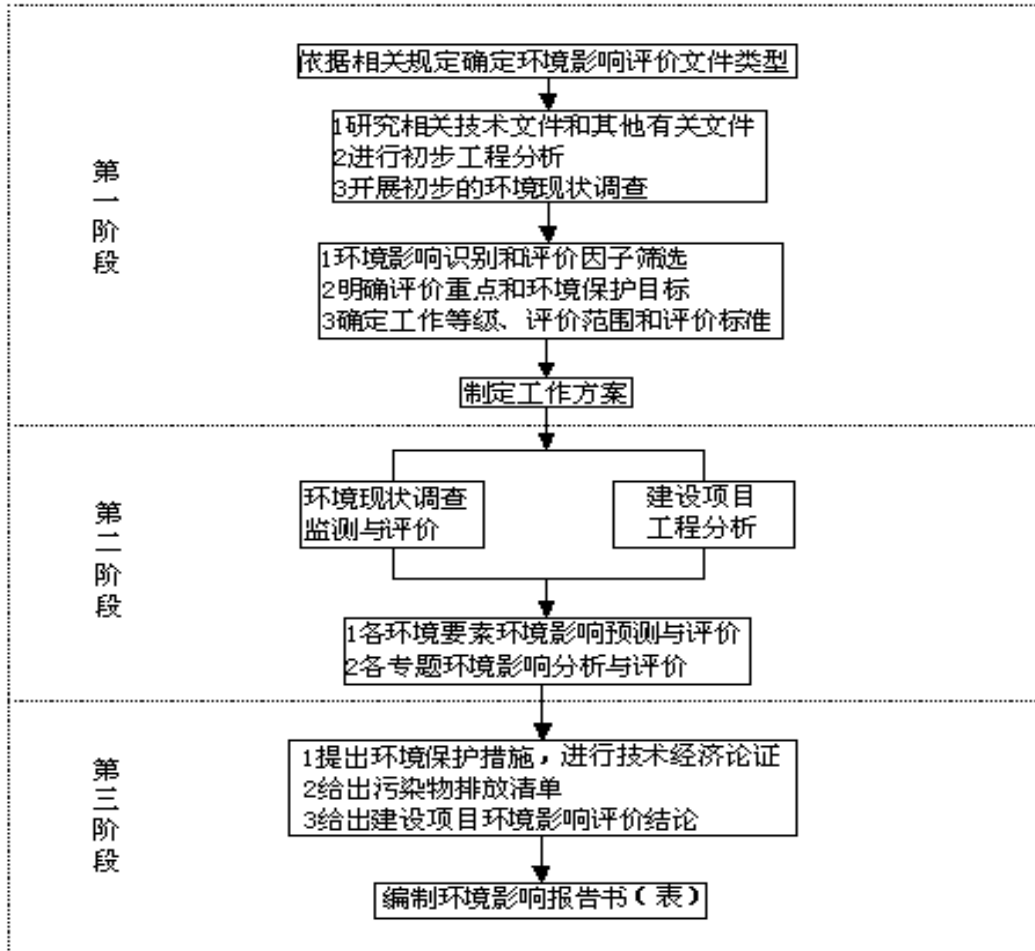 依据相关规定确定环境影响评价文件类型
1研究相关技术文件和其他有关文件
2进行初步工程分析
3开展初步的环境现状调查
第一阶段
1环境影响识别和评价因子筛选
2明确评价重点和环境保护目标
3确定工作等级、评价范围和评价标准
制定工作方案
第二阶段
环境现状调查
监测与评价
建设项目
工程分析
1各环境要素环境影响预测与评价
2各专题环境影响分析与评价
第三阶段
1提出环境保护措施，进行技术经济论证
2给出污染物排放清单
3给出建设项目环境影响评价结论
编制环境影响报告书（表）